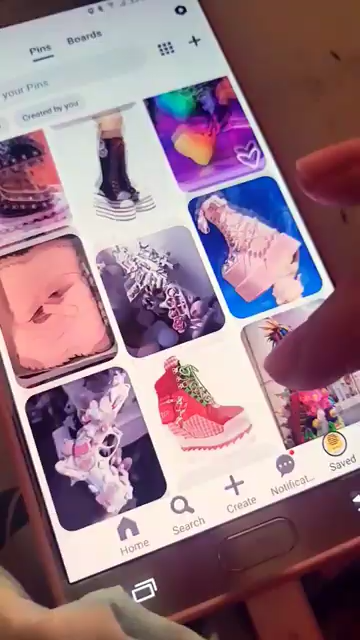 Pins Boards
your Pins
Created by you
Home
Search
Create
Notificat...
Saved